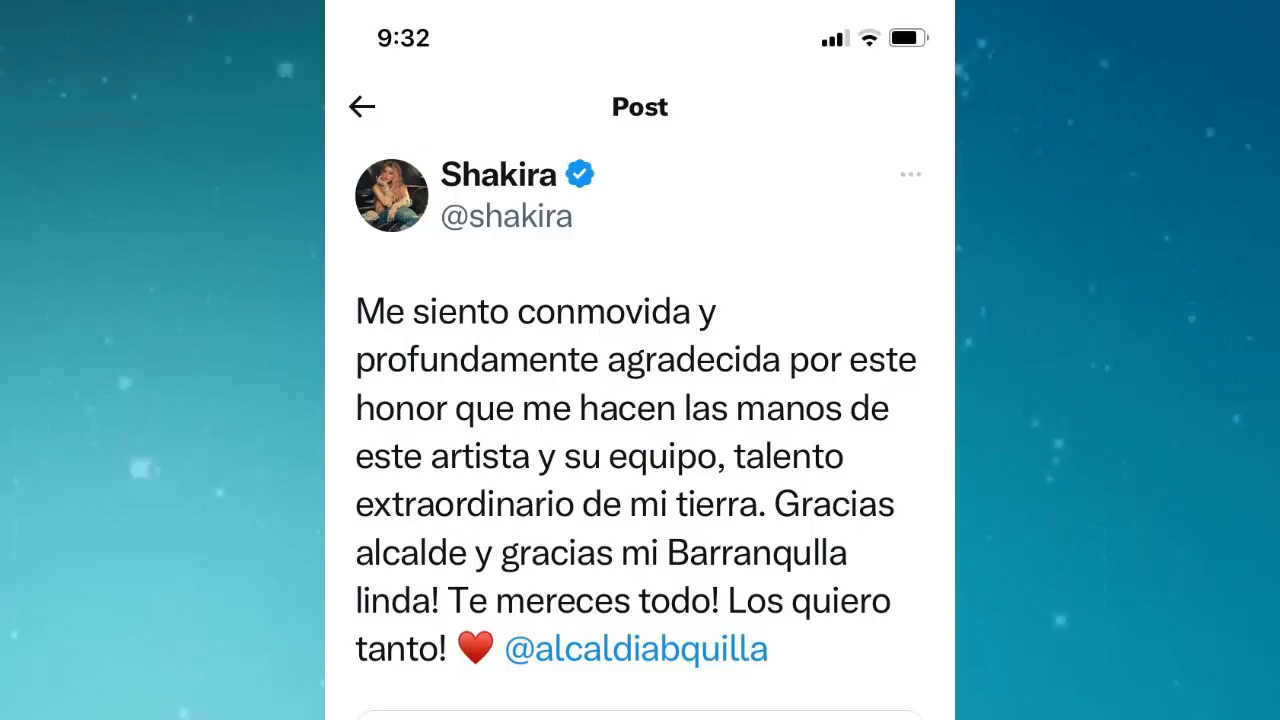 9:32
Post
Shakira
@shakira
Me siento conmovida y
profundamente agradecida por este
honor que me hacen las manos de
este artista y su equipo, talento
extraordinario de mi tierra. Gracias
alcalde y gracias mi Barranqulla
linda! Te mereces todo! Los quiero
tanto! ♥️ @alcaldiabquilla